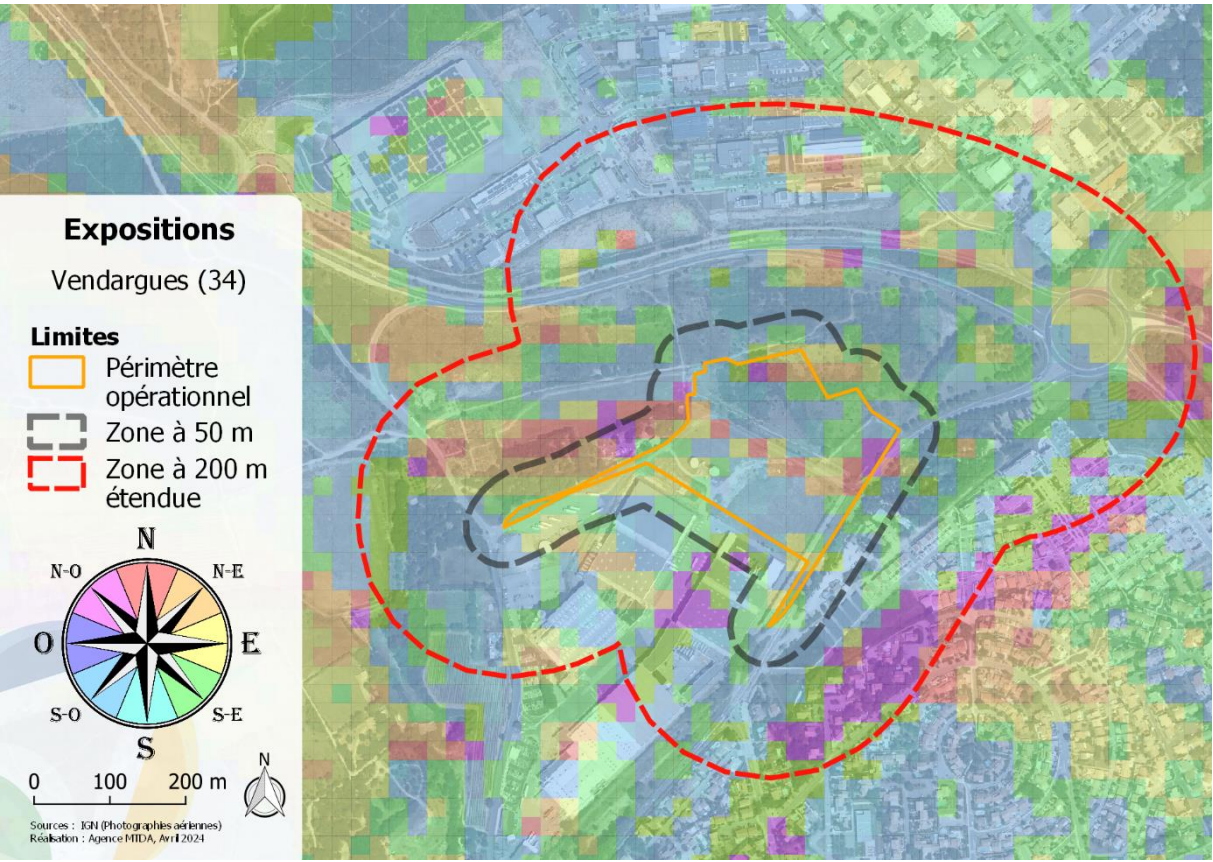 Expositions
Vendargues (34)
Limites
Périmètre
opérationnel
Zone à 50 m
Zone à 200 m
étendue
N
N-O
N-E
O
E
S-O
S-E
S
0 100 200 m
N
Sources : IGN (Photographies aériennes)
Réalisation : Agence MTDA, Avril 2024